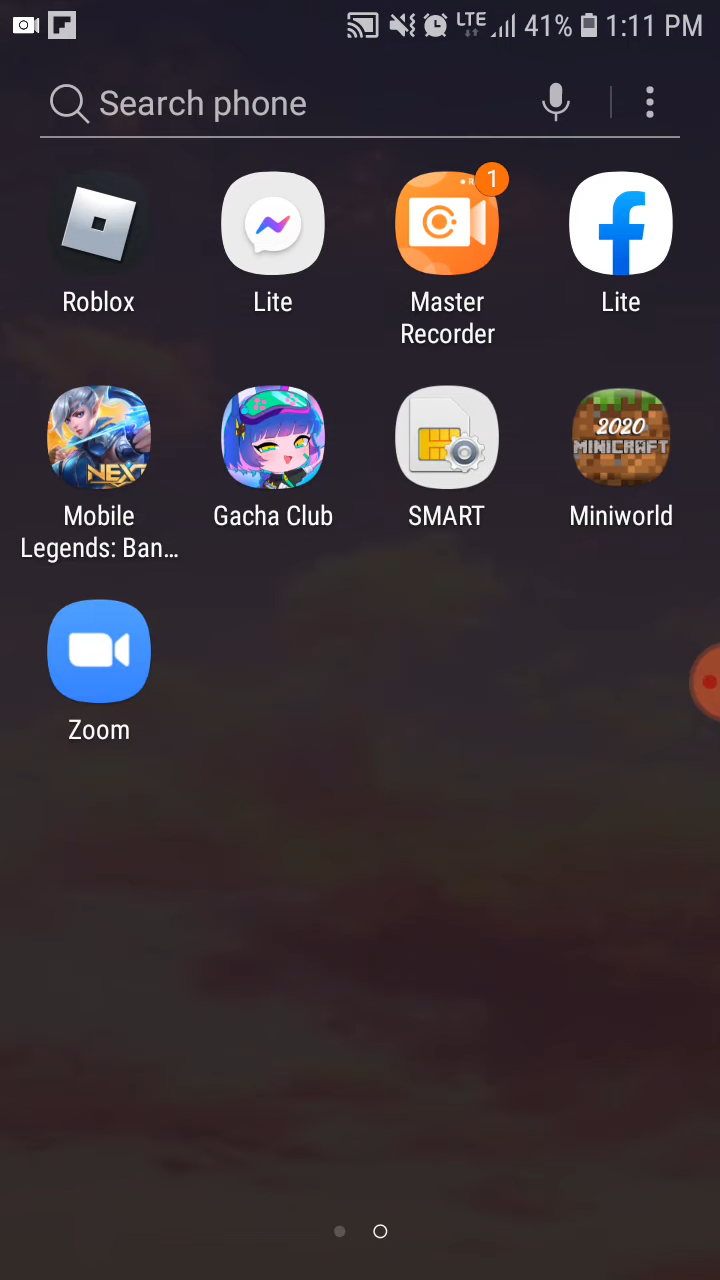 LTE 41% 1:11 PM
Search phone
1
Roblox
Lite
Master
Recorder
Lite
NEXT
2020
MINICRAFT
Mobile
Legends: Ban…
Gacha Club
SMART
Miniworld
Zoom